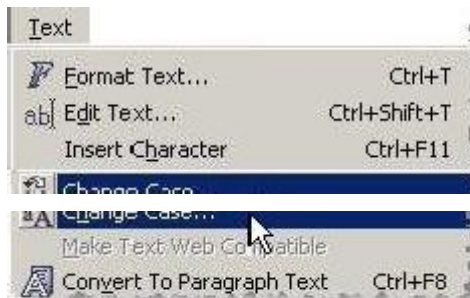 Text
Format Text... Ctrl+T
ab Edit Text... Ctrl+Shift+T
Insert Character Ctrl+F11
Change Case...
Change Case...
Make Text Web Compatible
Convert To Paragraph Text Ctrl+F8